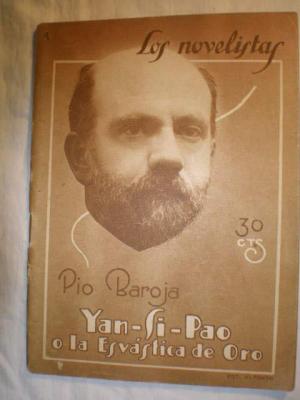 Los novelistas
30
CTS
Pío Baroja
Yan-Si-Pao
o la Esvástica de Oro